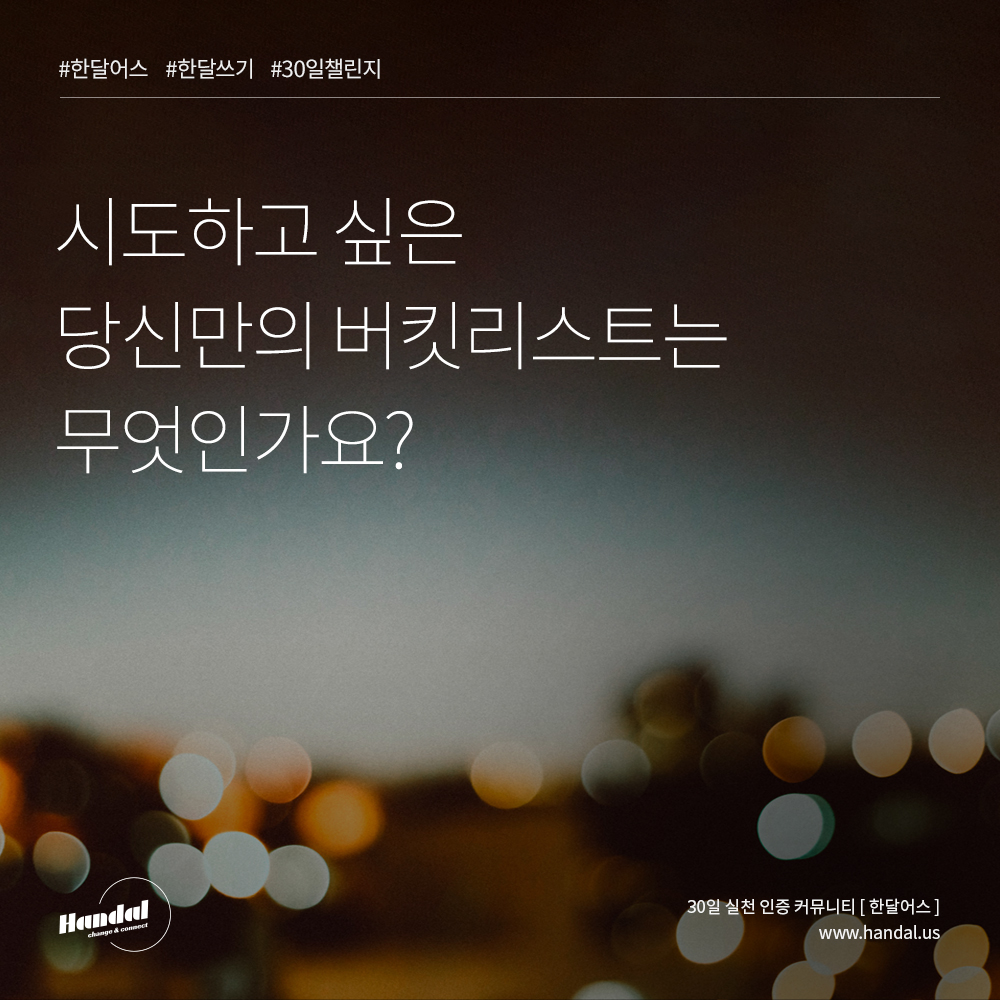 #한달어스 #한달쓰기 #30일챌린지
시도하고 싶은
당신만의 버킷리스트는
무엇인가요?
Handal
change & connect
30일 실천 인증 커뮤니티 [ 한달어스 ]
www.handal.us